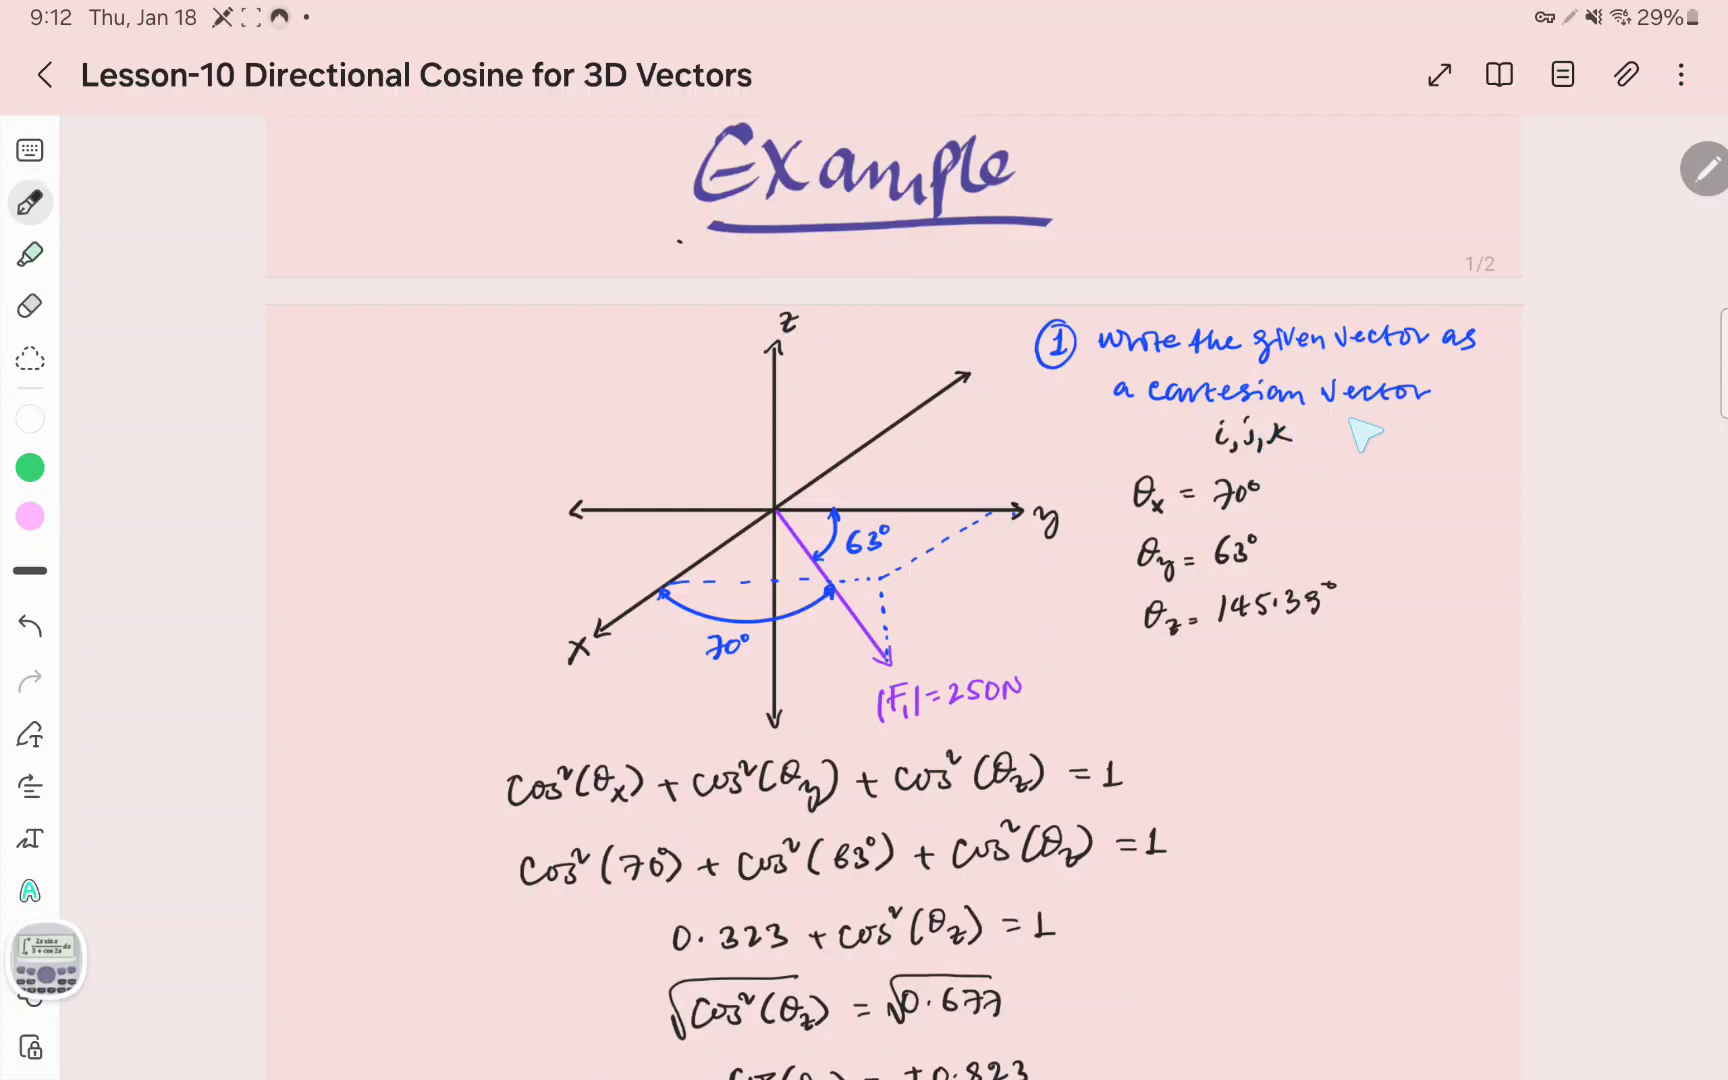 9:12 Thu, Jan 18
29%
Lesson-10 Directional Cosine for 3D Vectors
Example
1/2
z
① Write the given vector as
a cartesian vector
i, j, k
θx = 70°
y
63°
θy = 63°
θz = 145.33°
x
70°
|F₁| = 250N
cos²(θx) + cos²(θy) + cos²(θz) = 1
cos²(70°) + cos²(63°) + cos²(θz) = 1
0.323 + cos²(θz) = 1
√cos²(θz) = √0.677
±0.823